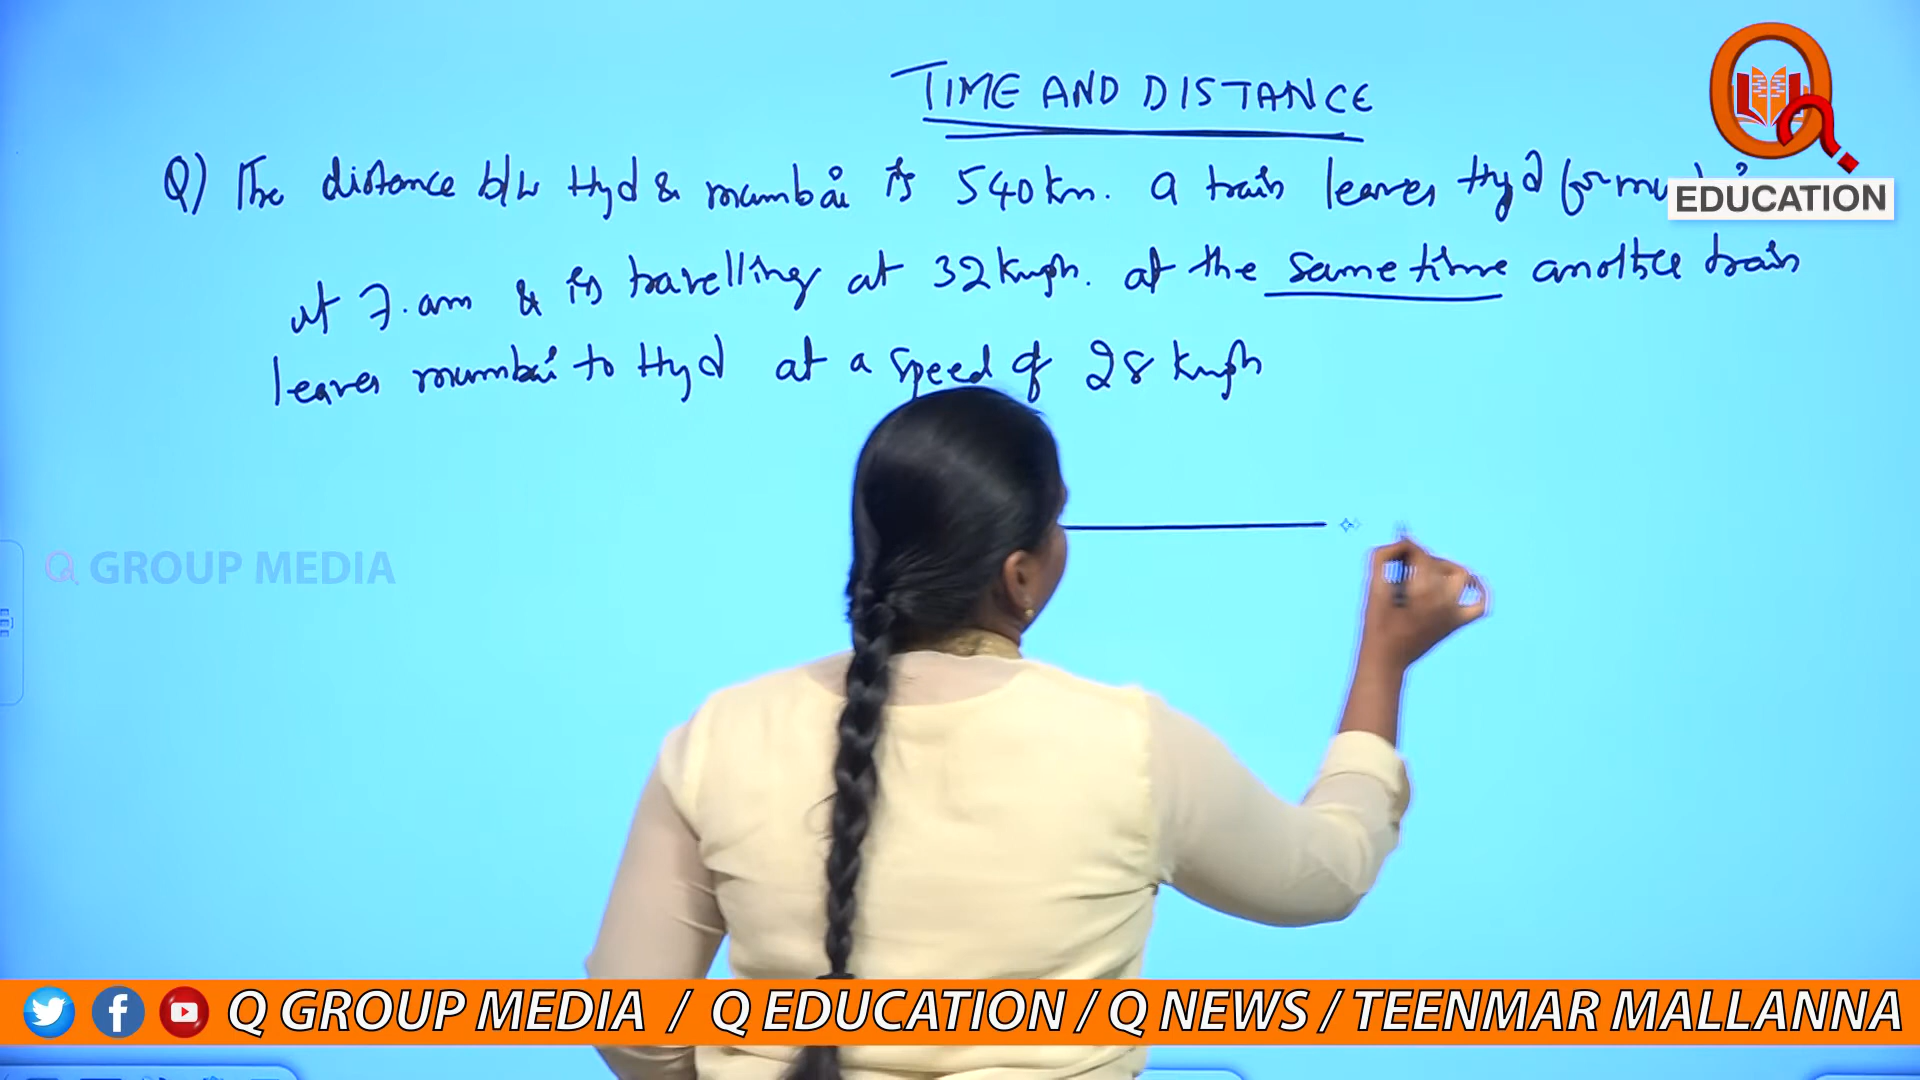 TIME AND DISTANCE
Q) The distance b/w Hyd & mumbai is 540km. a train leaves Hyd for
at 7.am & is travelling at 32 kmph. at the same time another train
leaves mumbai to Hyd at a speed of 28 kmph
EDUCATION
Q GROUP MEDIA
Q GROUP MEDIA / Q EDUCATION / Q NEWS / TEENMAR MALLANNA